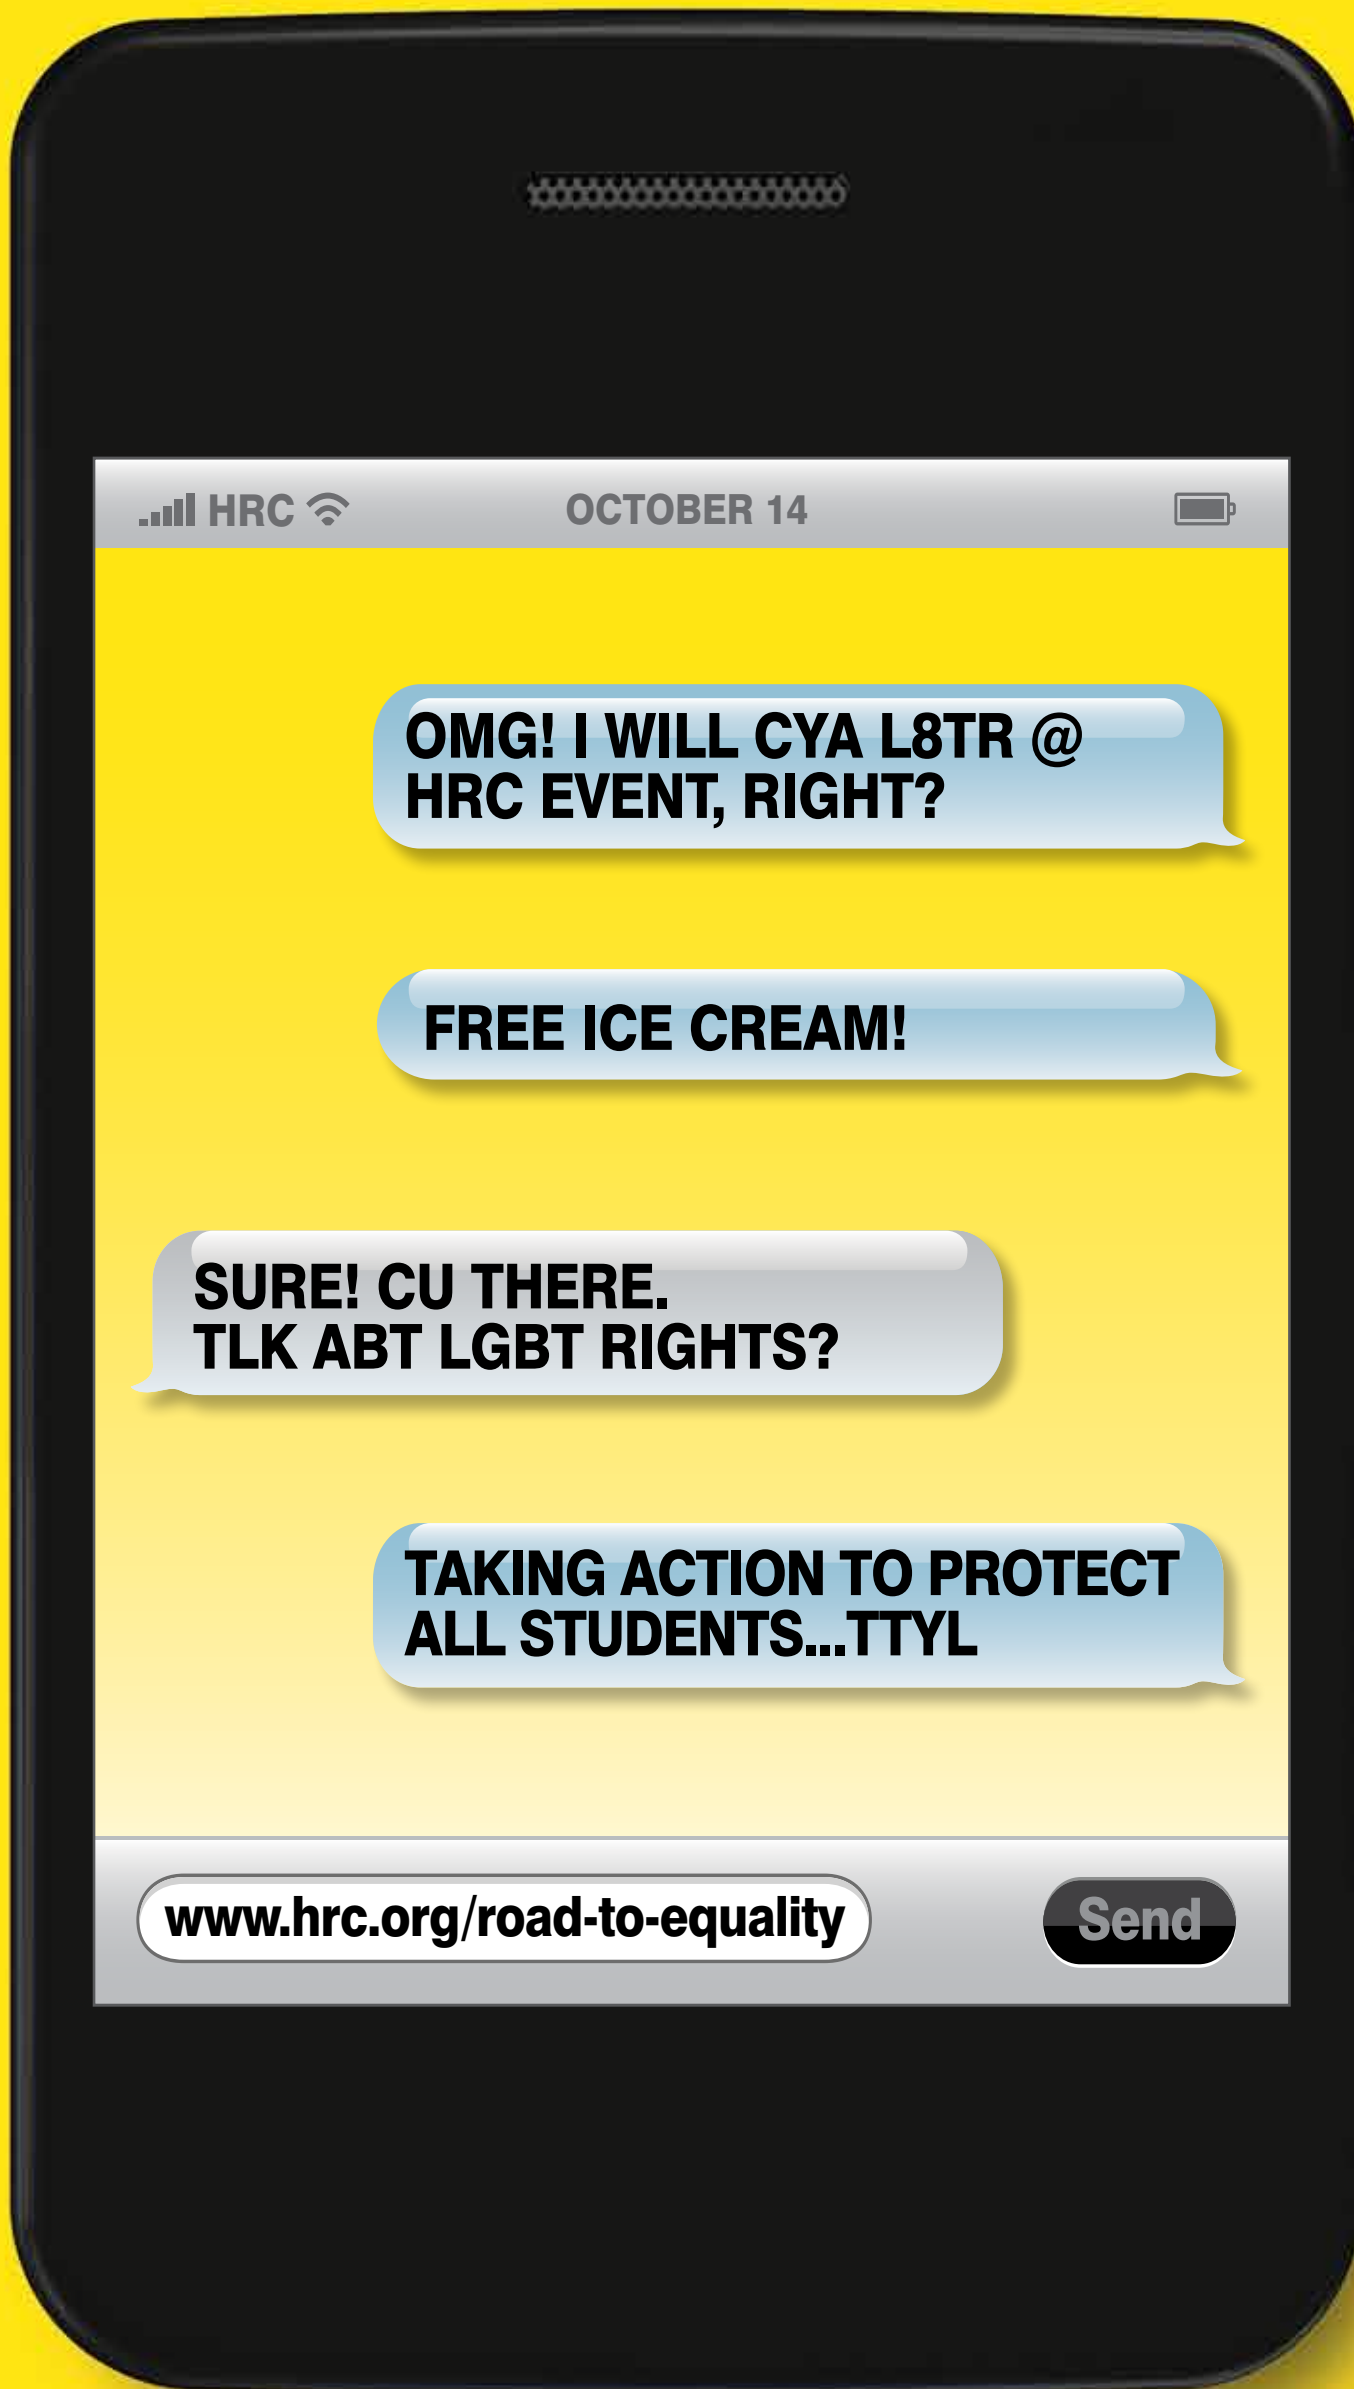 HRC OCTOBER 14
OMG! I WILL CYA L8TR @
HRC EVENT, RIGHT?
FREE ICE CREAM!
SURE! CU THERE.
TLK ABT LGBT RIGHTS?
TAKING ACTION TO PROTECT
ALL STUDENTS...TTYL
www.hrc.org/road-to-equality Send